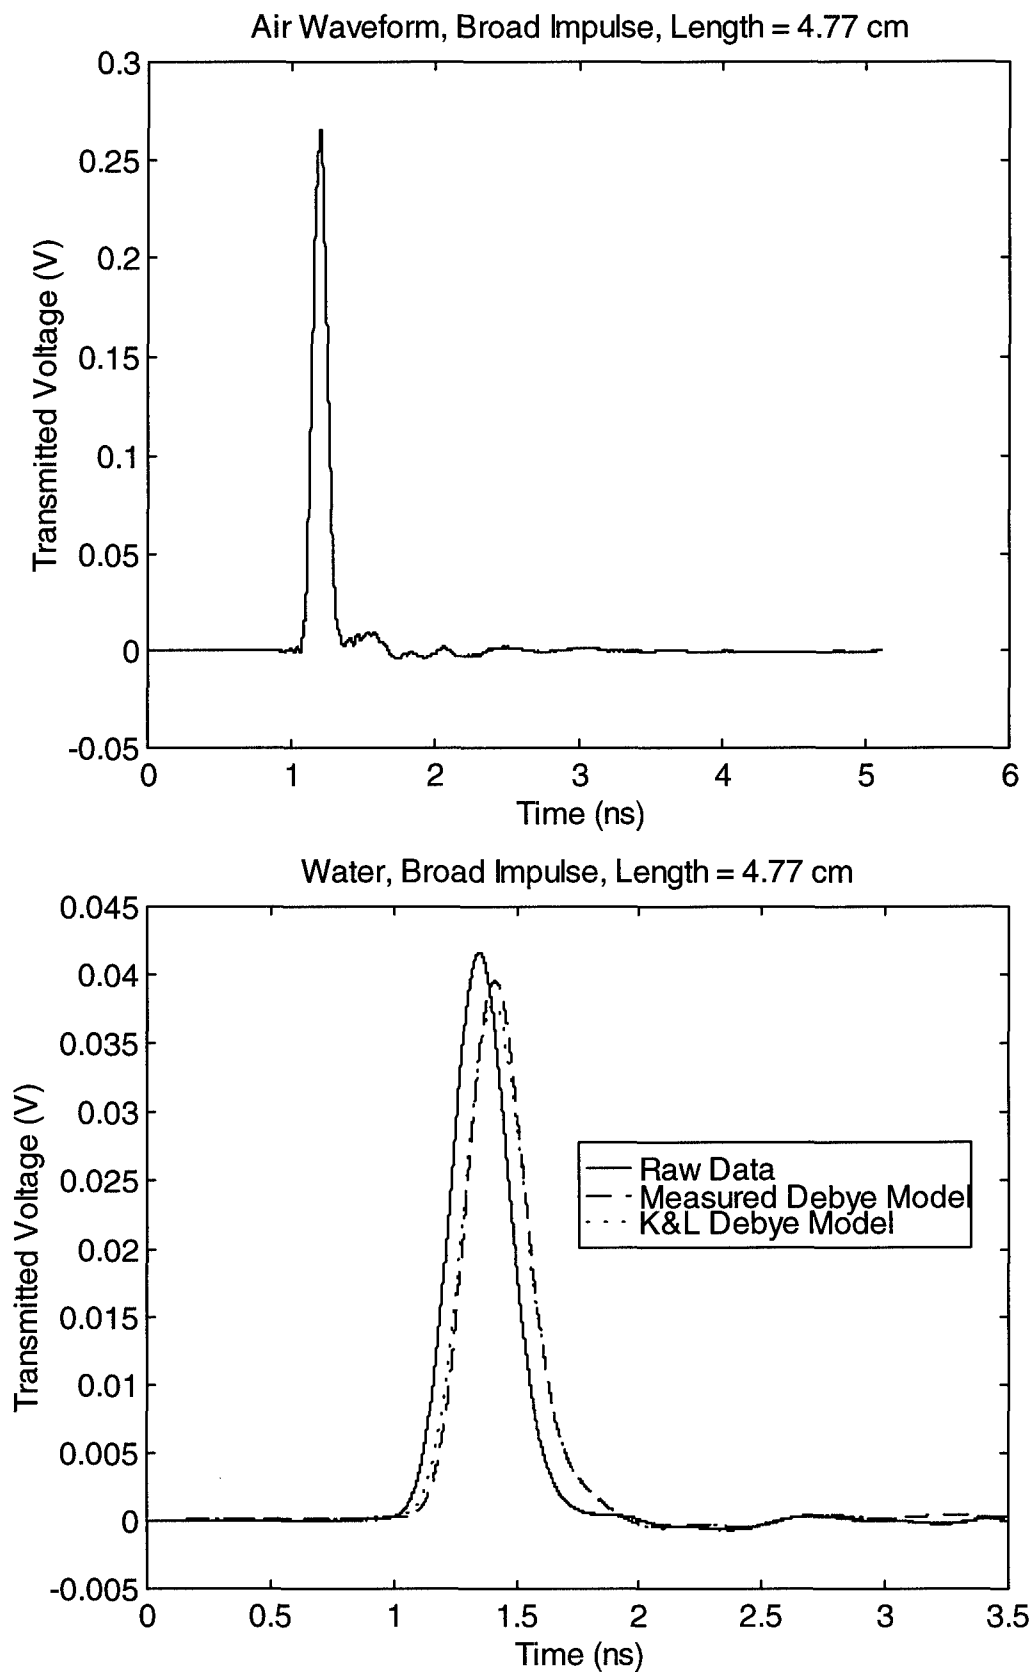 Air Waveform, Broad Impulse, Length = 4.77 cm
0.3
0.25
0.2
0.15
0.1
0.05
0
-0.05
Transmitted Voltage (V)
0 1 2 3 4 5 6
Time (ns)
Water, Broad Impulse, Length = 4.77 cm
0.045
0.04
0.035
0.03
0.025
0.02
0.015
0.01
0.005
0
-0.005
Transmitted Voltage (V)
Raw Data
Measured Debye Model
K&L Debye Model
0 0.5 1 1.5 2 2.5 3 3.5
Time (ns)